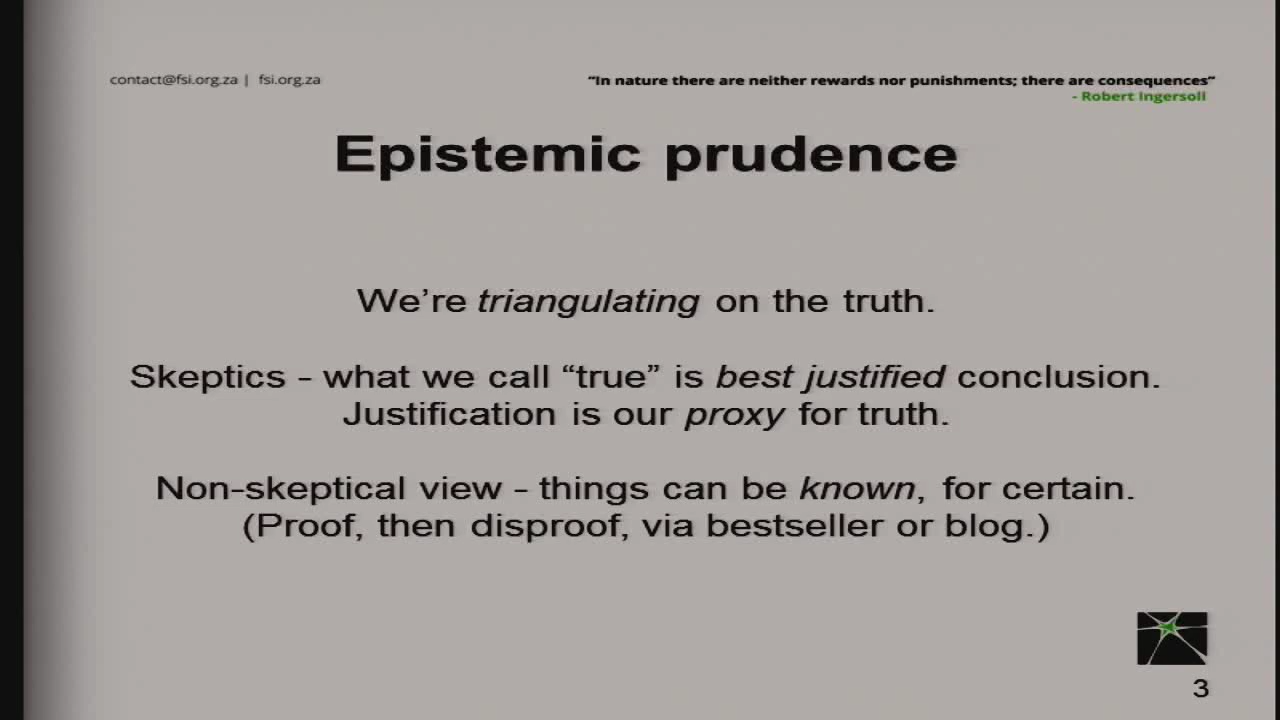 contact@fsi.org.za | fsi.org.za
“In nature there are neither rewards nor punishments; there are consequences”
- Robert Ingersoll
Epistemic prudence
We’re triangulating on the truth.
Skeptics - what we call “true” is best justified conclusion.
Justification is our proxy for truth.
Non-skeptical view - things can be known, for certain.
(Proof, then disproof, via bestseller or blog.)
3